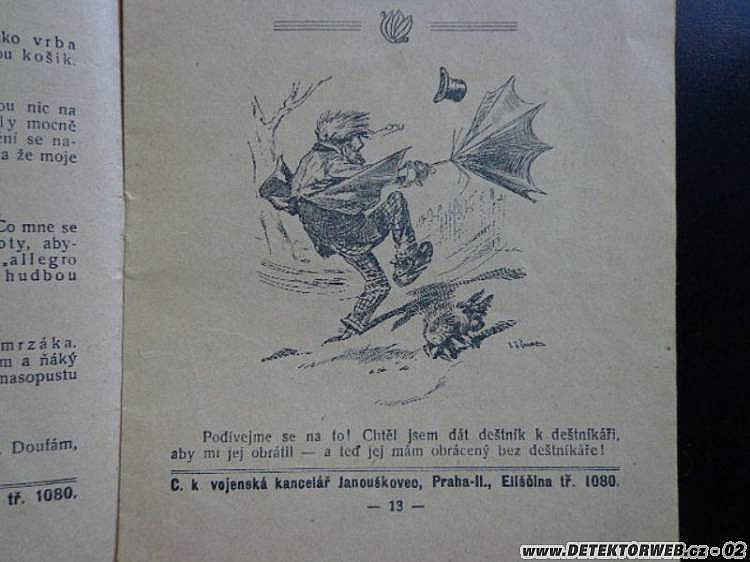 ko vrba
ou košík.
ou nic na
ly mocně
ění se na-
a že moje
Co mne se
oty, aby-
„allegro
hudbou
mrzáka.
m a ňáký
masopustu
Doufám,
tř. 1080.
Podívejme se na to! Chtěl jsem dát deštník k deštníkáři,
aby mi jej obrátil — a teď jej mám obrácený bez deštníkáře!
C. k vojenská kancelář Janouškovec, Praha-II., Eliščina tř. 1080.
— 13 —
www.DETEKTORWEB.cz - 02